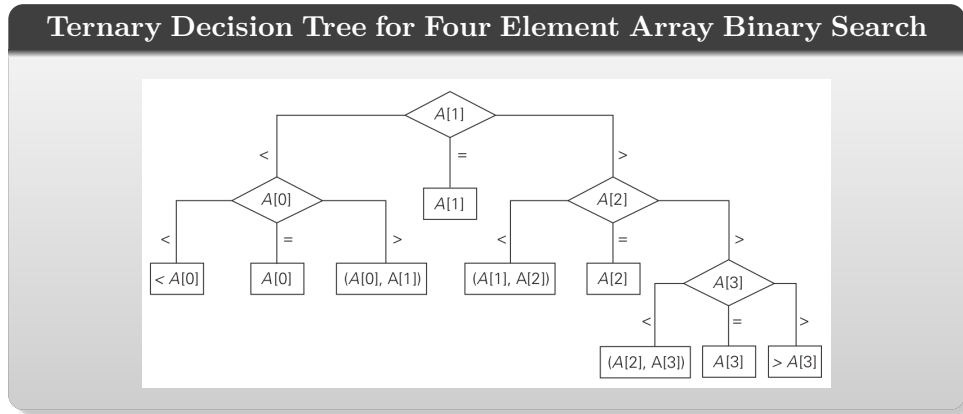 Ternary Decision Tree for Four Element Array Binary Search
A[1]
< = >
A[0] A[1] A[2]
< = > < = >
< A[0] A[0] (A[0], A[1]) (A[1], A[2]) A[2] A[3]
< = >
(A[2], A[3]) A[3] > A[3]